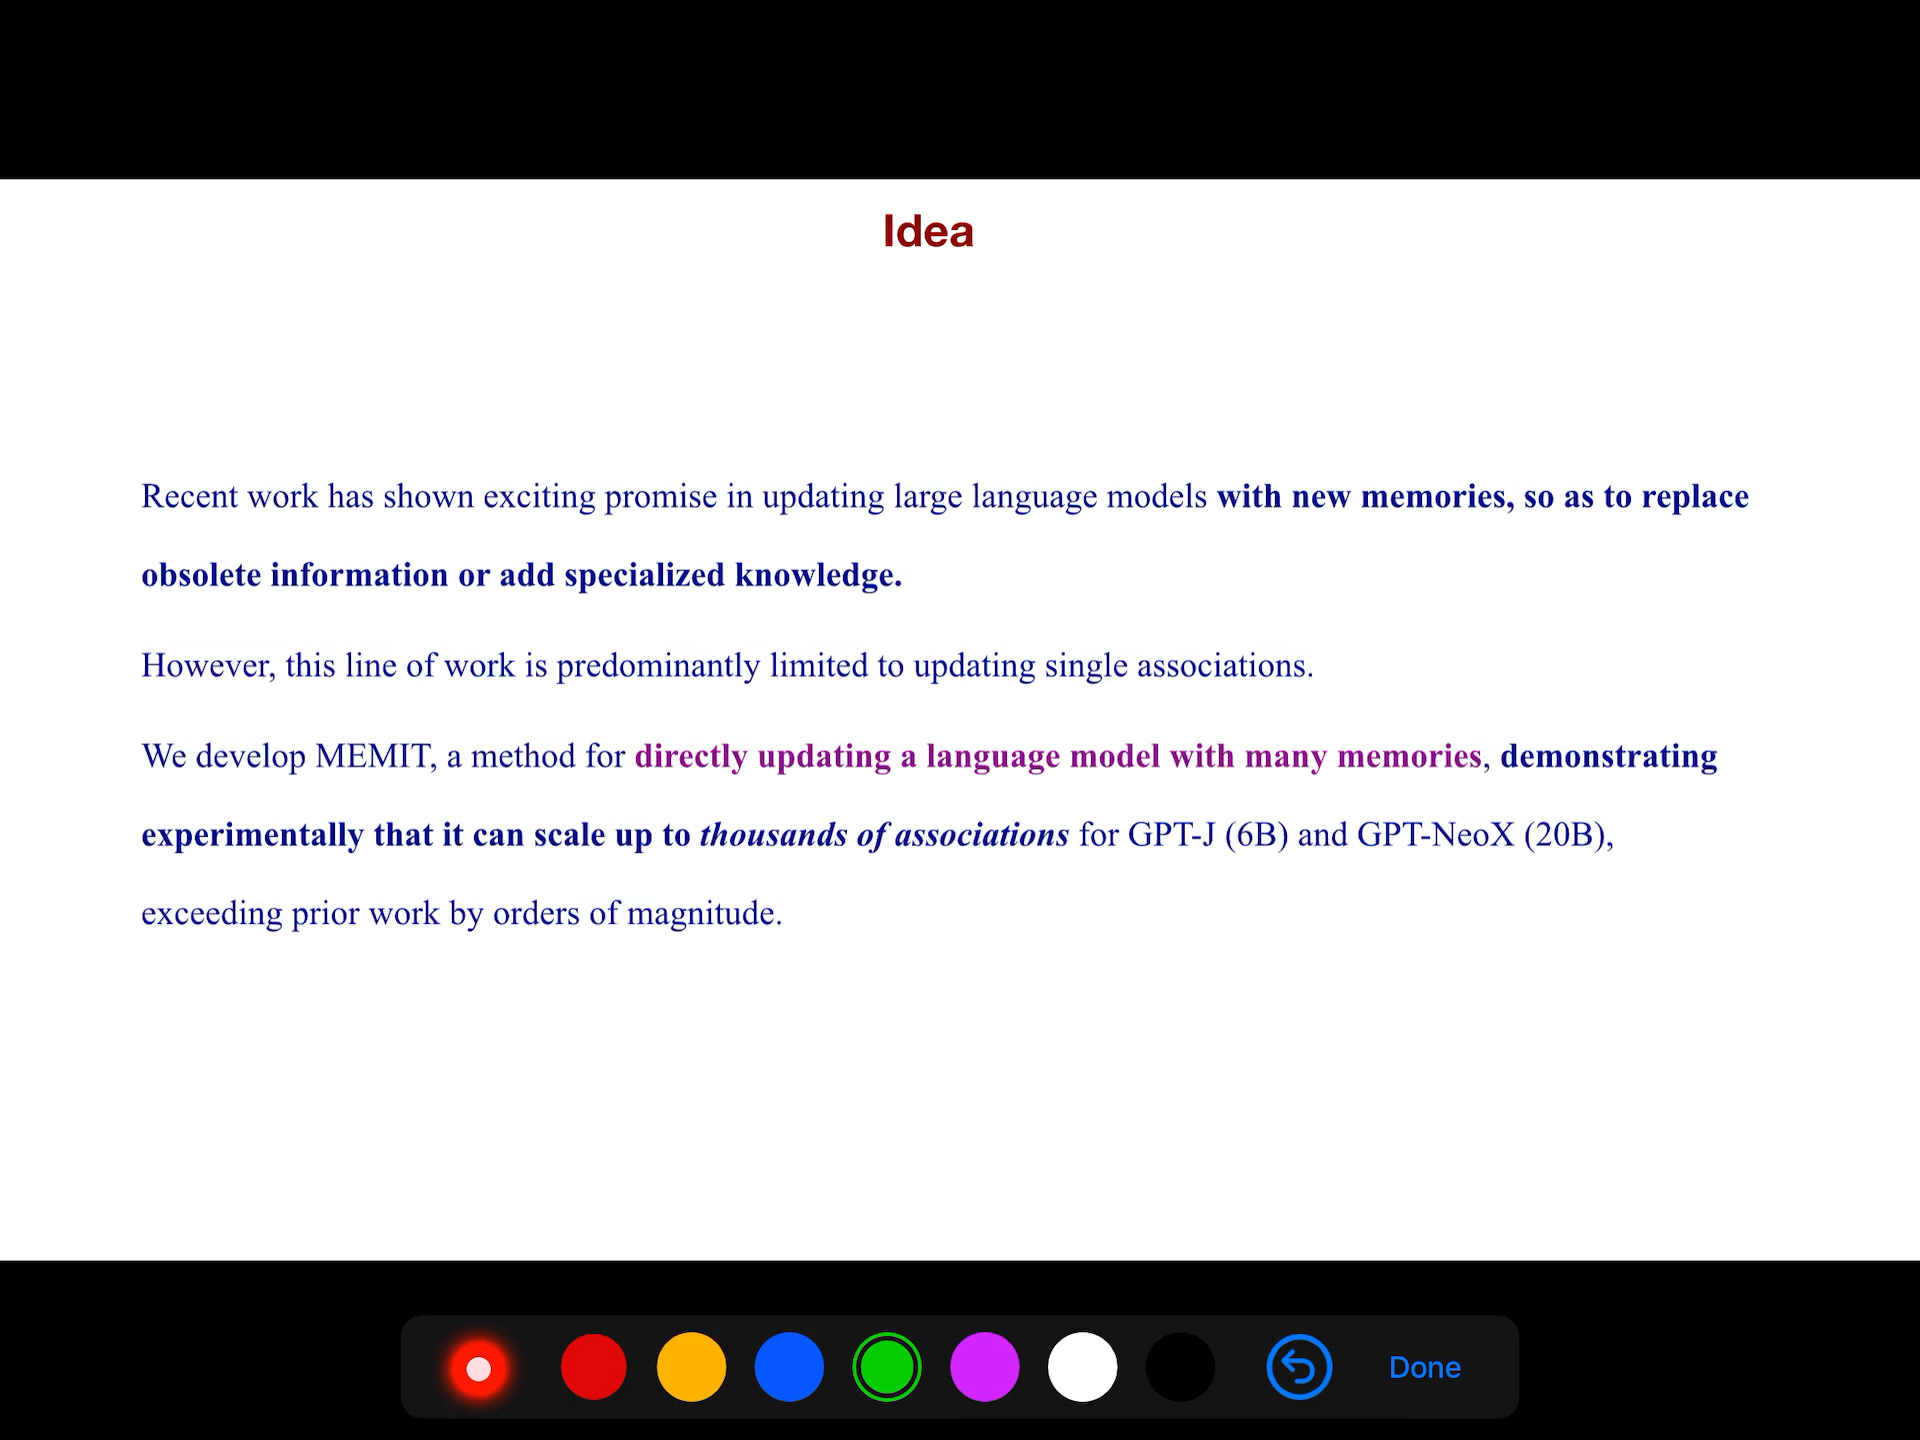 Idea
Recent work has shown exciting promise in updating large language models with new memories, so as to replace
obsolete information or add specialized knowledge.
However, this line of work is predominantly limited to updating single associations.
We develop MEMIT, a method for directly updating a language model with many memories, demonstrating
experimentally that it can scale up to thousands of associations for GPT-J (6B) and GPT-NeoX (20B),
exceeding prior work by orders of magnitude.
Done